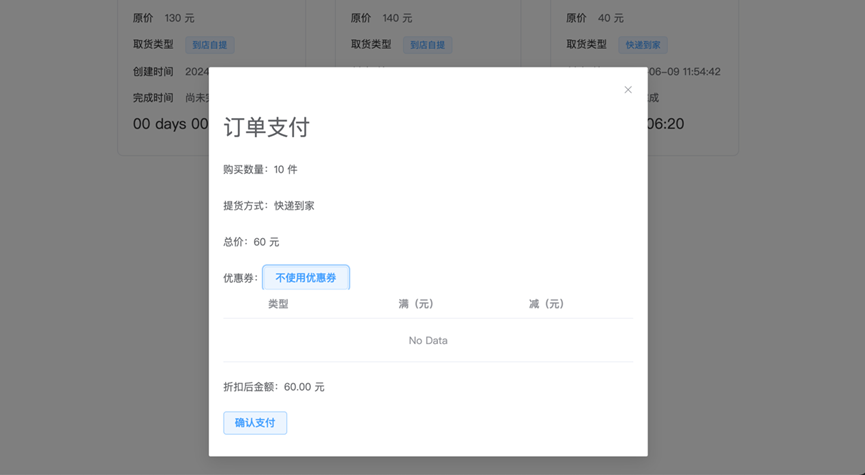 原价 130 元 原价 140 元 原价 40 元
取货类型 到店自提 取货类型 到店自提 取货类型 快递到家
创建时间 2024 06-09 11:54:42
完成时间 尚未 成
00 days 00 06:20
订单支付
购买数量：10 件
提货方式：快递到家
总价：60 元
优惠券：不使用优惠券
类型 满（元） 减（元）
No Data
折扣后金额：60.00 元
确认支付